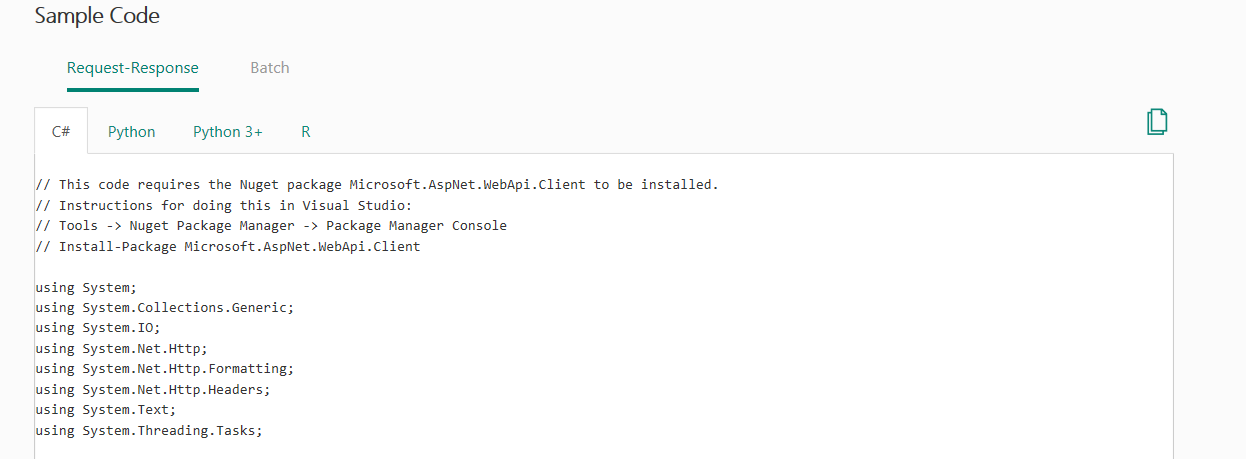 Sample Code
Request-Response Batch
C# Python Python 3+ R
// This code requires the Nuget package Microsoft.AspNet.WebApi.Client to be installed.
// Instructions for doing this in Visual Studio:
// Tools -> Nuget Package Manager -> Package Manager Console
// Install-Package Microsoft.AspNet.WebApi.Client
using System;
using System.Collections.Generic;
using System.IO;
using System.Net.Http;
using System.Net.Http.Formatting;
using System.Net.Http.Headers;
using System.Text;
using System.Threading.Tasks;